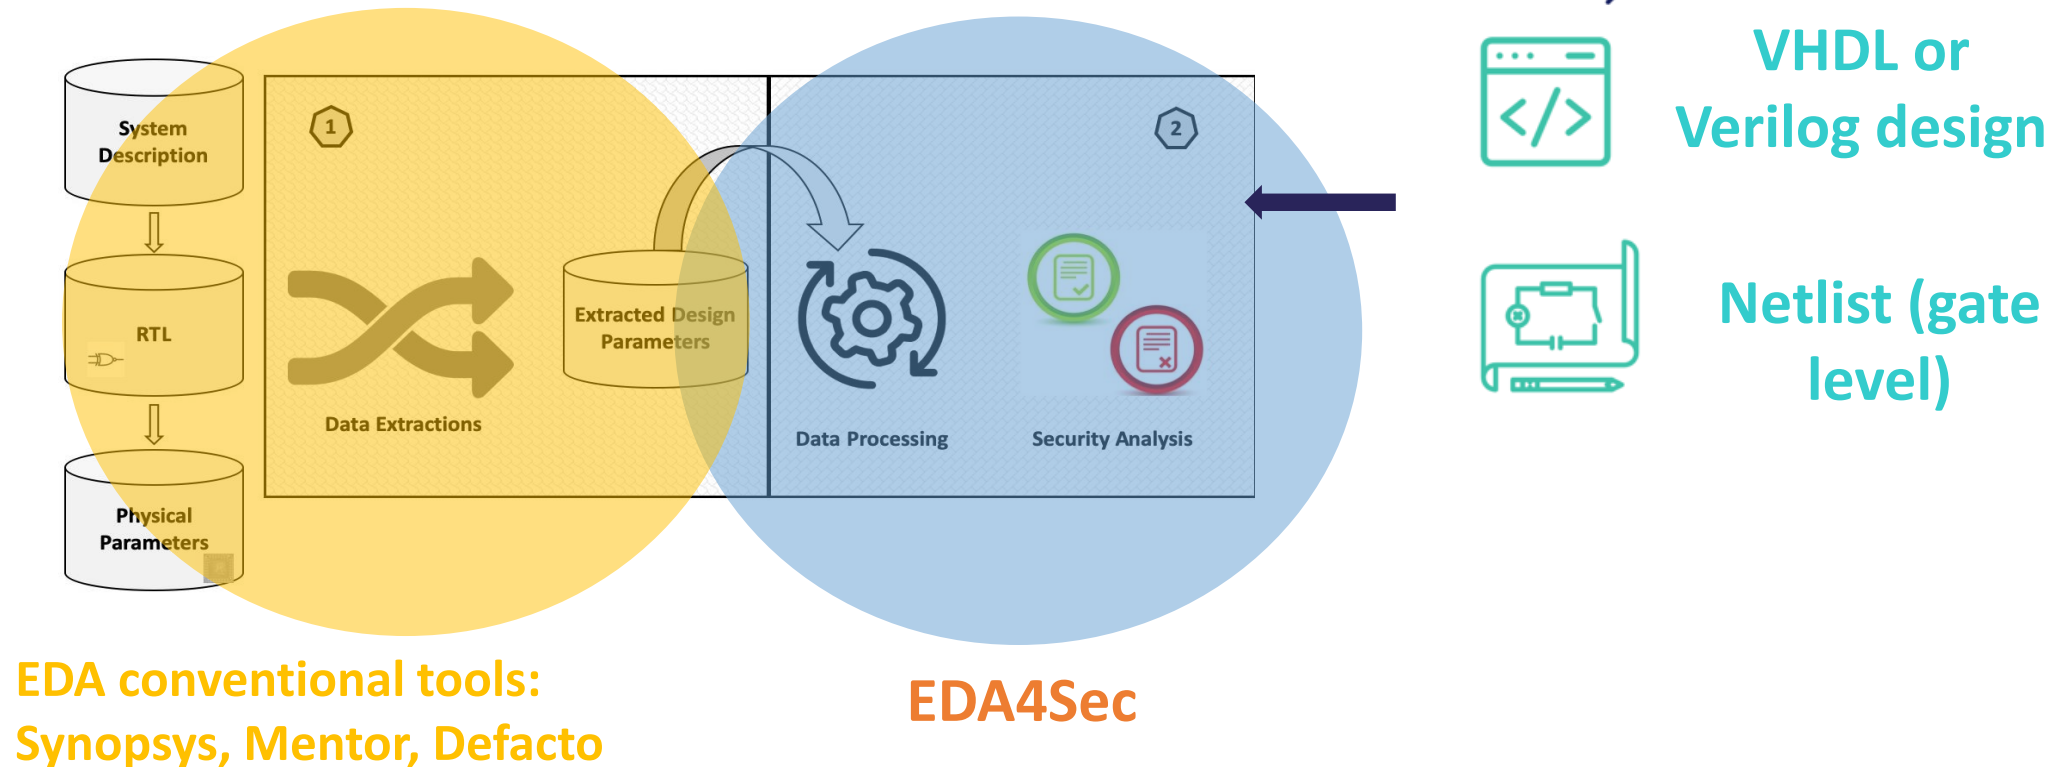 System
Description
RTL
Physical
Parameters
1
Data Extractions
Extracted Design
Parameters
2
Data Processing
Security Analysis
VHDL or
Verilog design
Netlist (gate
level)
EDA conventional tools:
Synopsys, Mentor, Defacto
EDA4Sec